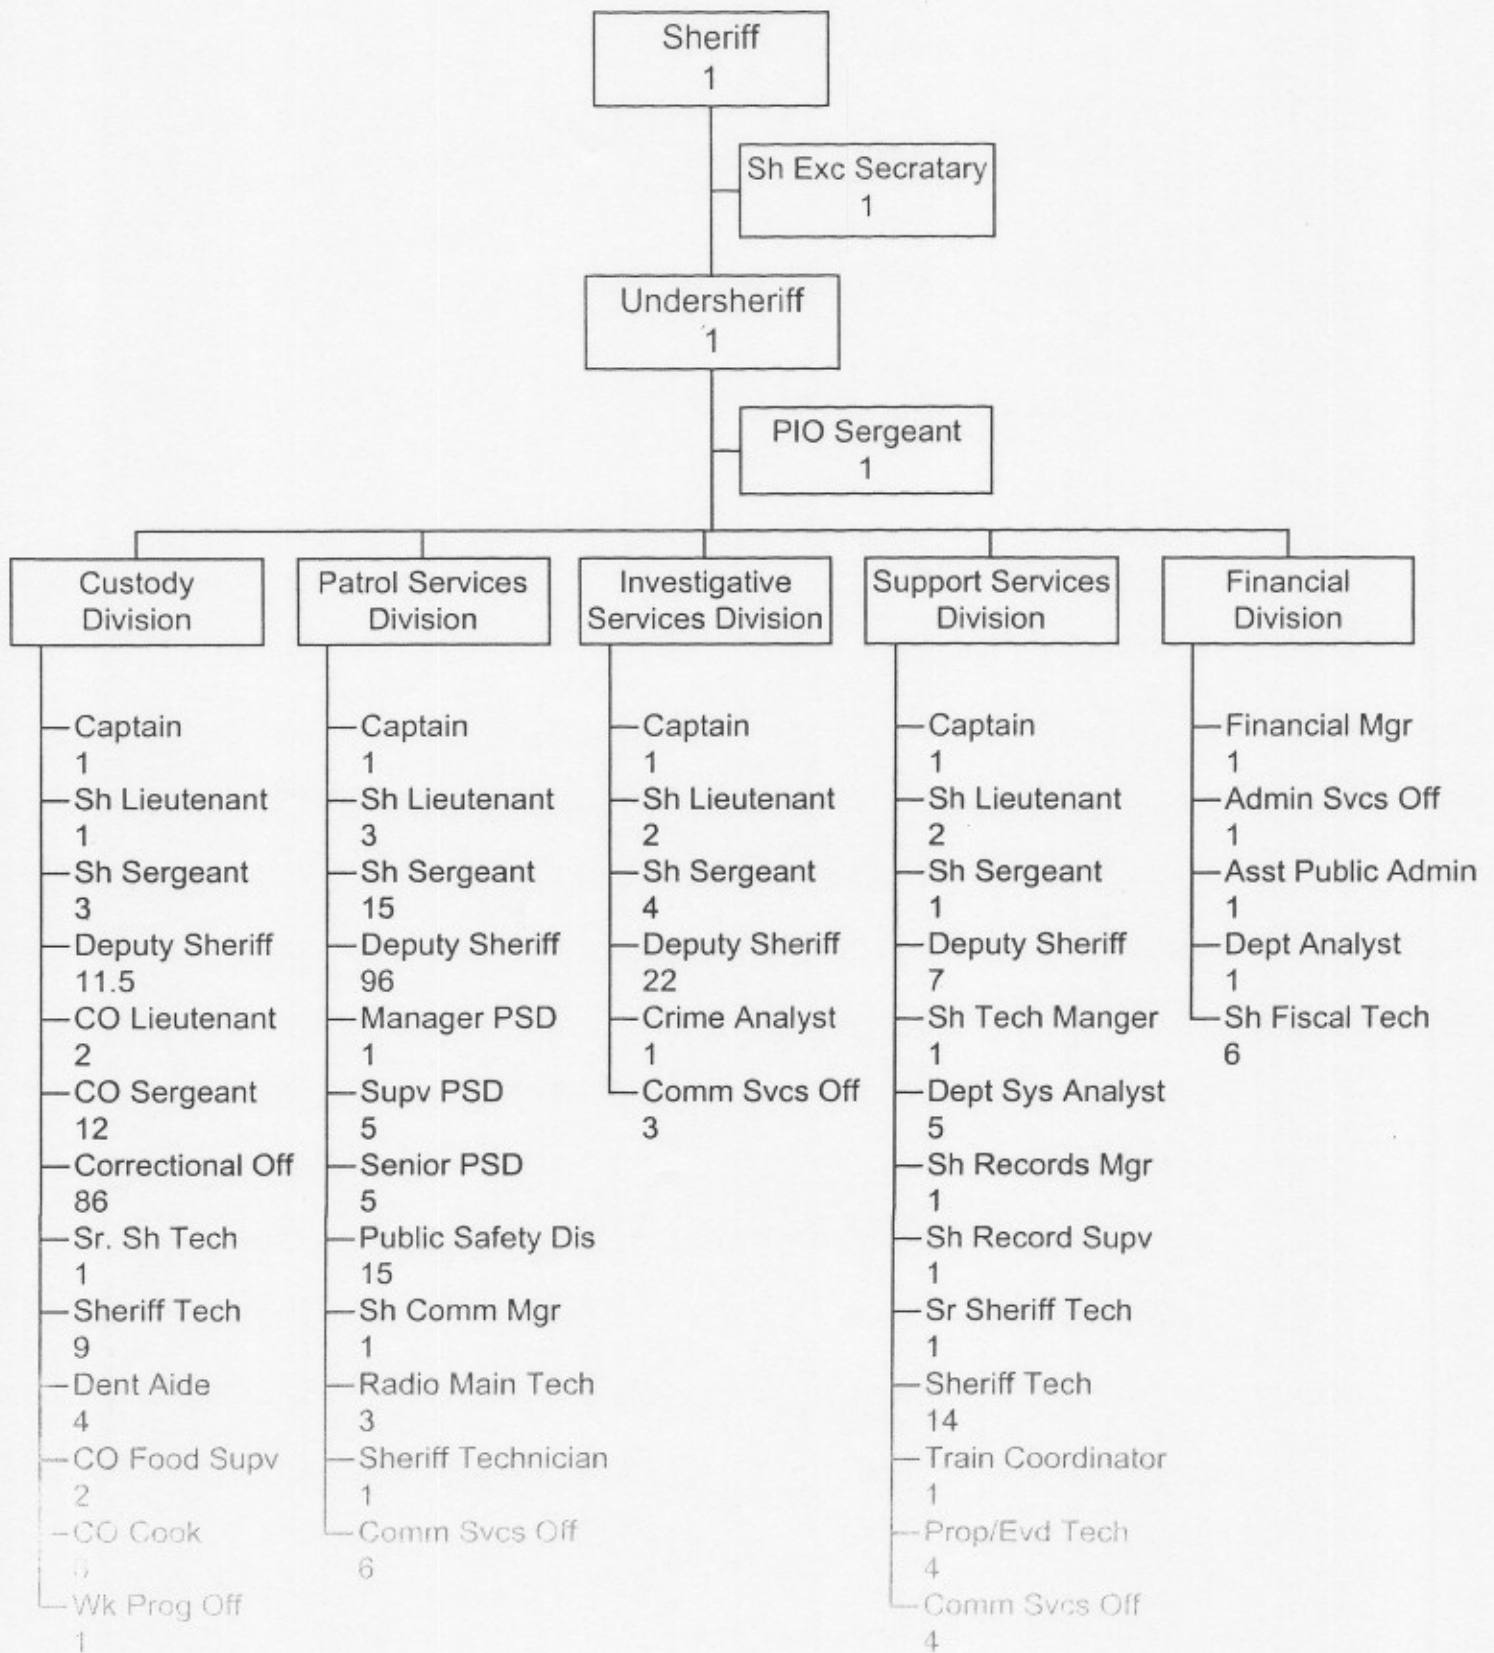 Sheriff
1
Sh Exc Secratary
1
Undersheriff
1
PIO Sergeant
1
Custody
Division
Captain
1
Sh Lieutenant
1
Sh Sergeant
3
Deputy Sheriff
11.5
CO Lieutenant
2
CO Sergeant
12
Correctional Off
86
Sr. Sh Tech
1
Sheriff Tech
9
Dent Aide
4
CO Food Supv
2
CO Cook
Wk Prog Off
1
Patrol Services
Division
Captain
1
Sh Lieutenant
3
Sh Sergeant
15
Deputy Sheriff
96
Manager PSD
1
Supv PSD
5
Senior PSD
5
Public Safety Dis
15
Sh Comm Mgr
1
Radio Main Tech
3
Sheriff Technician
1
Comm Svcs Off
6
Investigative
Services Division
Captain
1
Sh Lieutenant
2
Sh Sergeant
4
Deputy Sheriff
22
Crime Analyst
1
Comm Svcs Off
3
Support Services
Division
Captain
1
Sh Lieutenant
2
Sh Sergeant
1
Deputy Sheriff
7
Sh Tech Manger
1
Dept Sys Analyst
5
Sh Records Mgr
1
Sh Record Supv
1
Sr Sheriff Tech
1
Sheriff Tech
14
Train Coordinator
1
Prop/Evd Tech
4
Comm Svcs Off
4
Financial
Division
Financial Mgr
1
Admin Svcs Off
1
Asst Public Admin
1
Dept Analyst
1
Sh Fiscal Tech
6